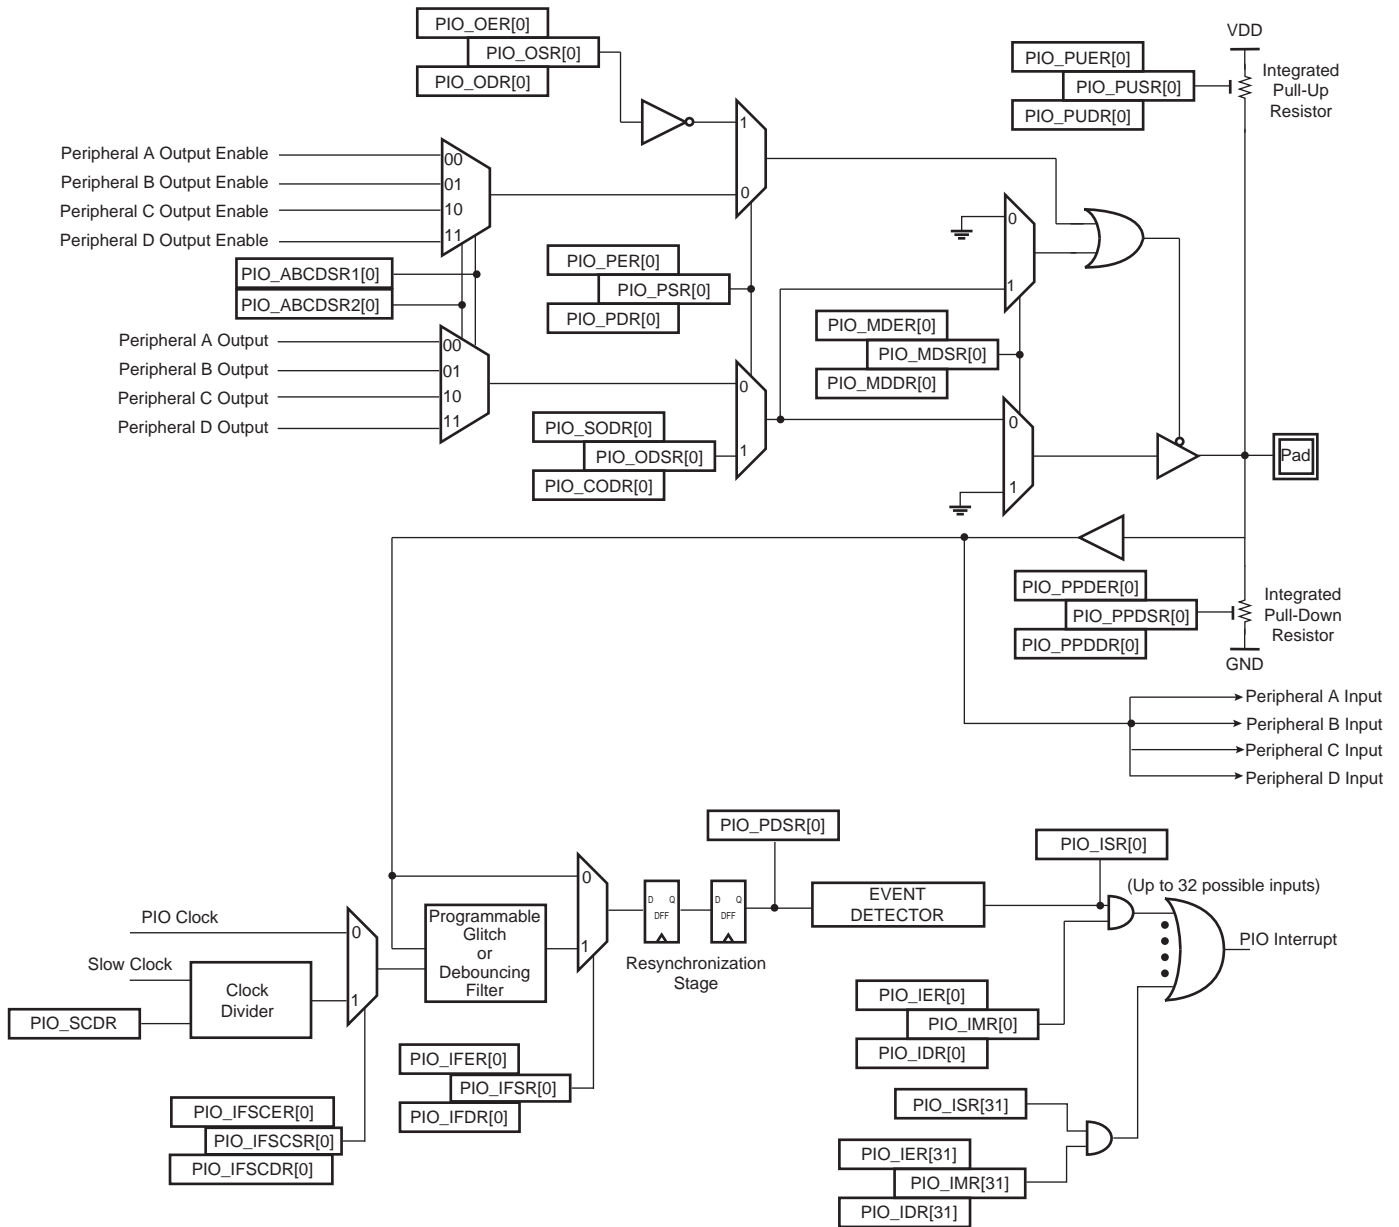 PIO_OER[0]
PIO_OSR[0]
PIO_ODR[0]
1
0
Peripheral A Output Enable
Peripheral B Output Enable
Peripheral C Output Enable
Peripheral D Output Enable
00
01
10
11
PIO_ABCDSR1[0]
PIO_ABCDSR2[0]
Peripheral A Output
Peripheral B Output
Peripheral C Output
Peripheral D Output
00
01
10
11
PIO_PER[0]
PIO_PSR[0]
PIO_PDR[0]
0
1
PIO_SODR[0]
PIO_ODSR[0]
PIO_CODR[0]
PIO_MDER[0]
PIO_MDSR[0]
PIO_MDDR[0]
0
1
0
1
VDD
PIO_PUER[0]
PIO_PUSR[0]
PIO_PUDR[0]
Integrated
Pull-Up
Resistor
Pad
PIO_PPDER[0]
PIO_PPDSR[0]
PIO_PPDDR[0]
Integrated
Pull-Down
Resistor
GND
Peripheral A Input
Peripheral B Input
Peripheral C Input
Peripheral D Input
PIO Clock
Slow Clock
PIO_SCDR
Clock
Divider
0
1
PIO_IFSCER[0]
PIO_IFSCSR[0]
PIO_IFSCDR[0]
Programmable
Glitch
or
Debouncing
Filter
0
1
PIO_IFER[0]
PIO_IFSR[0]
PIO_IFDR[0]
D Q
DFF
D Q
DFF
Resynchronization
Stage
PIO_PDSR[0]
EVENT
DETECTOR
PIO_ISR[0]
(Up to 32 possible inputs)
PIO Interrupt
PIO_IER[0]
PIO_IMR[0]
PIO_IDR[0]
PIO_ISR[31]
PIO_IER[31]
PIO_IMR[31]
PIO_IDR[31]